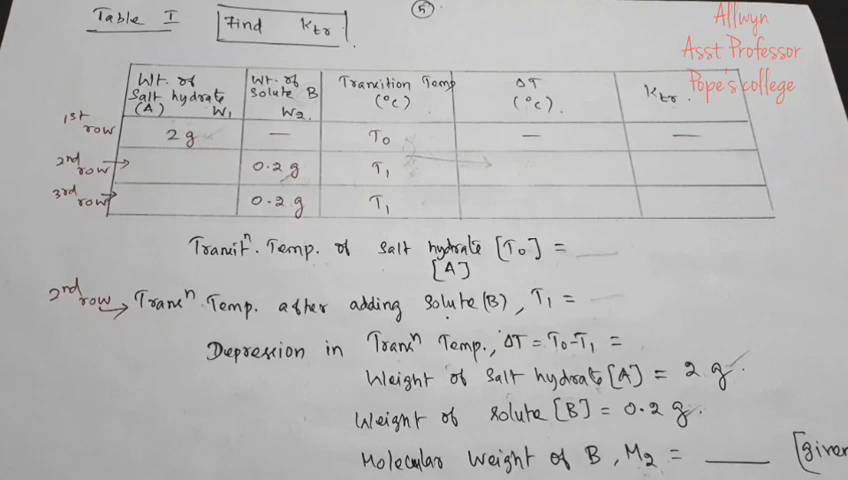 Table I
Find Ktr.
5
Allwyn
Asst Professor
Pope's college
Wt. of Salt hydrate (A) W1
Wt. of Solute B W2.
Transition Temp (°C)
ΔT (°C).
Ktr.
1st row
2 g
—
T0
—
—
2nd row
0.2 g
T1
3rd row
0.2 g
T1
Transitn. Temp. of Salt hydrate [T0] = ___
[A]
2nd row
Transn Temp. after adding Solute (B), T1 = ___
Depression in Transn Temp., ΔT = T0-T1 =
Weight of Salt hydrate [A] = 2 g.
Weight of Solute [B] = 0.2 g.
Molecular Weight of B, M2 = ____ [given